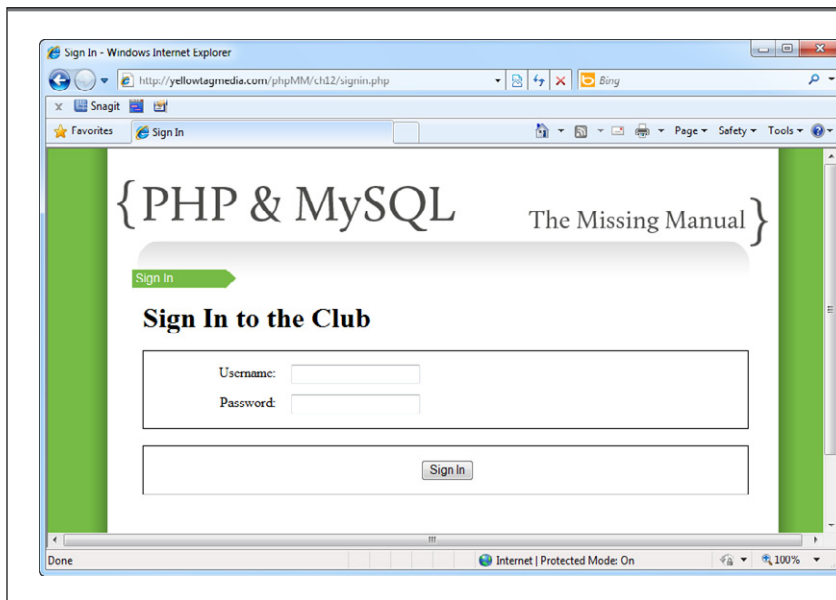 Sign In - Windows Internet Explorer
http://yellowtagmedia.com/phpMM/ch12/signin.php
Bing
x Snagit
Favorites
Sign In
Page
Safety
Tools
{PHP & MySQL
The Missing Manual}
Sign In
Sign In to the Club
Username:
Password:
Sign In
Done
Internet | Protected Mode: On
100%